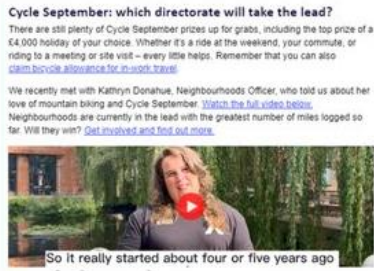 Cycle September: which directorate will take the lead?
There are still plenty of Cycle September prizes up for grabs, including the top prize of a
£4,000 holiday of your choice. Whether it's a ride at the weekend, your commute, or
riding to a meeting or site visit – every little helps. Remember that you can also
claim bicycle allowance for in-work travel.
We recently met with Kathryn Donahue, Neighbourhoods Officer, who told us about her
love of mountain biking and Cycle September. Watch the full video below.
Neighbourhoods are currently in the lead with the greatest number of miles logged so
far. Will they win? Get involved and find out more.
So it really started about four or five years ago